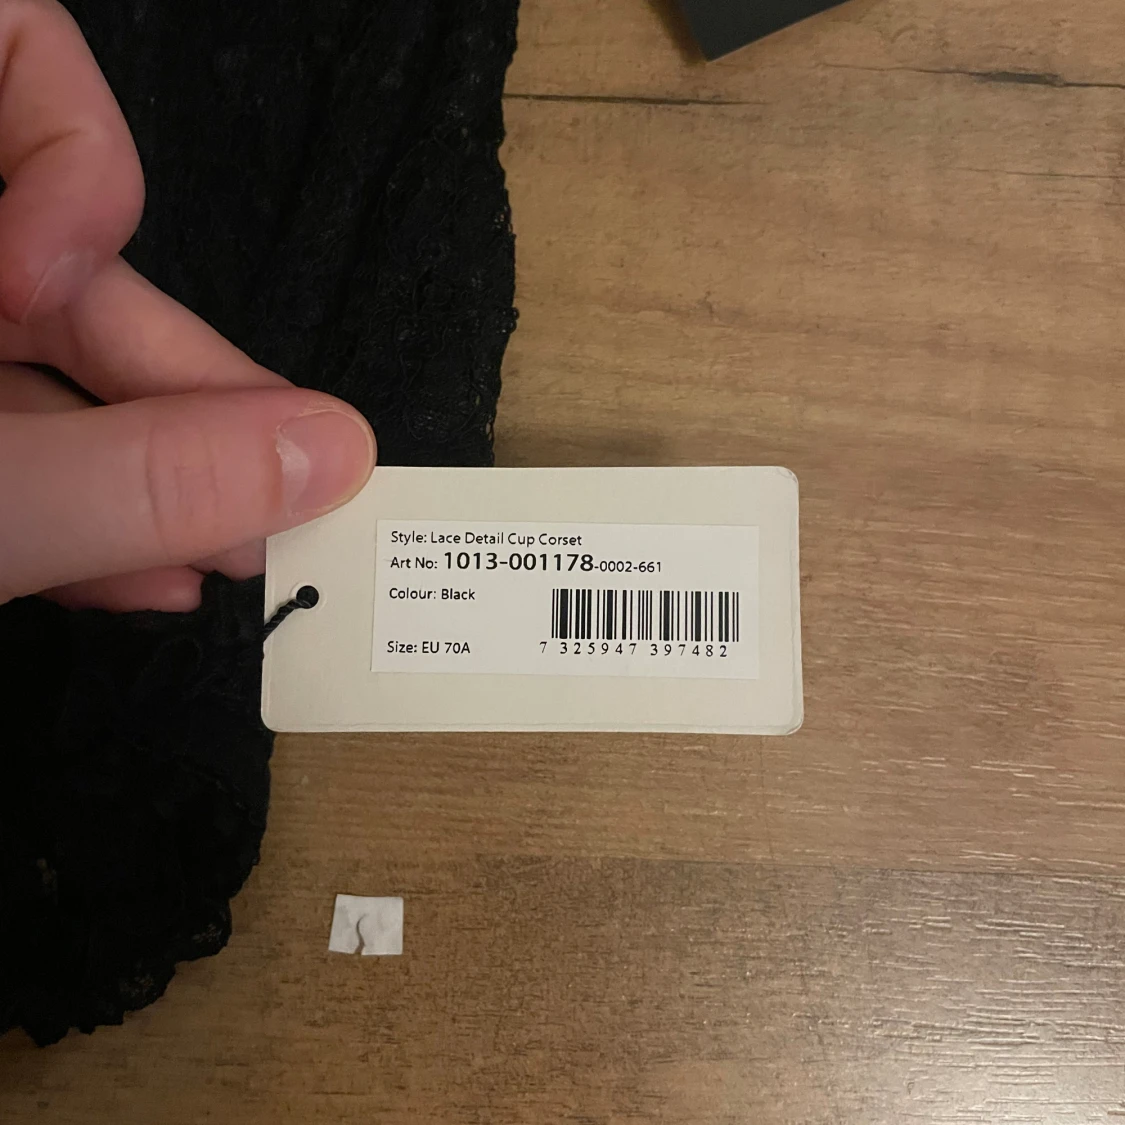 Style: Lace Detail Cup Corset
Art No: 1013-001178-0002-661
Colour: Black
Size: EU 70A
7 325947 397482